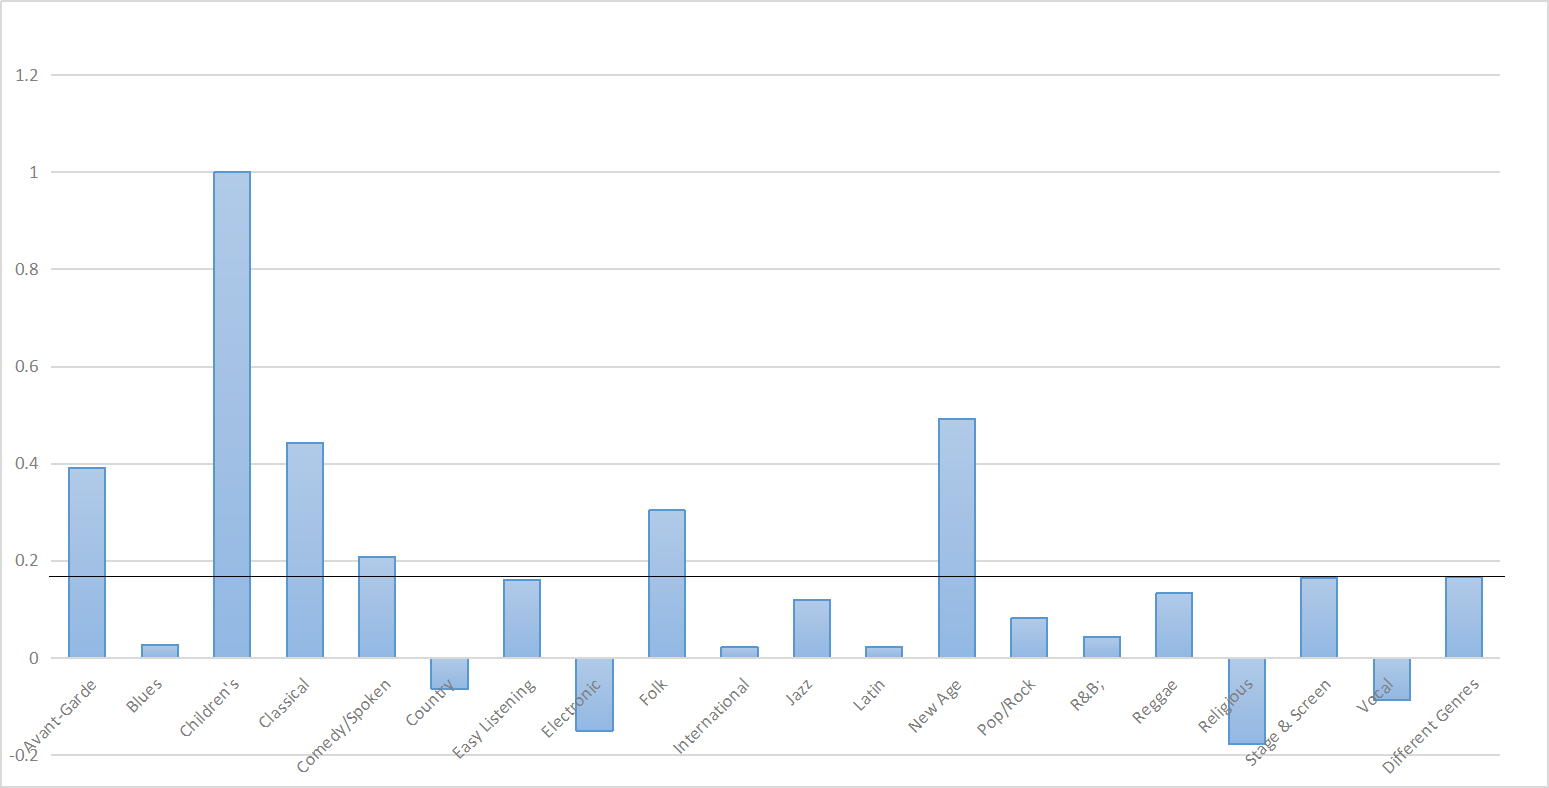 1.2
1
0.8
0.6
0.4
0.2
0
-0.2
Avant-Garde
Blues
Children's
Classical
Comedy/Spoken
Country
Easy Listening
Electronic
Folk
International
Jazz
Latin
New Age
Pop/Rock
R&B;
Reggae
Religious
Stage & Screen
Vocal
Different Genres